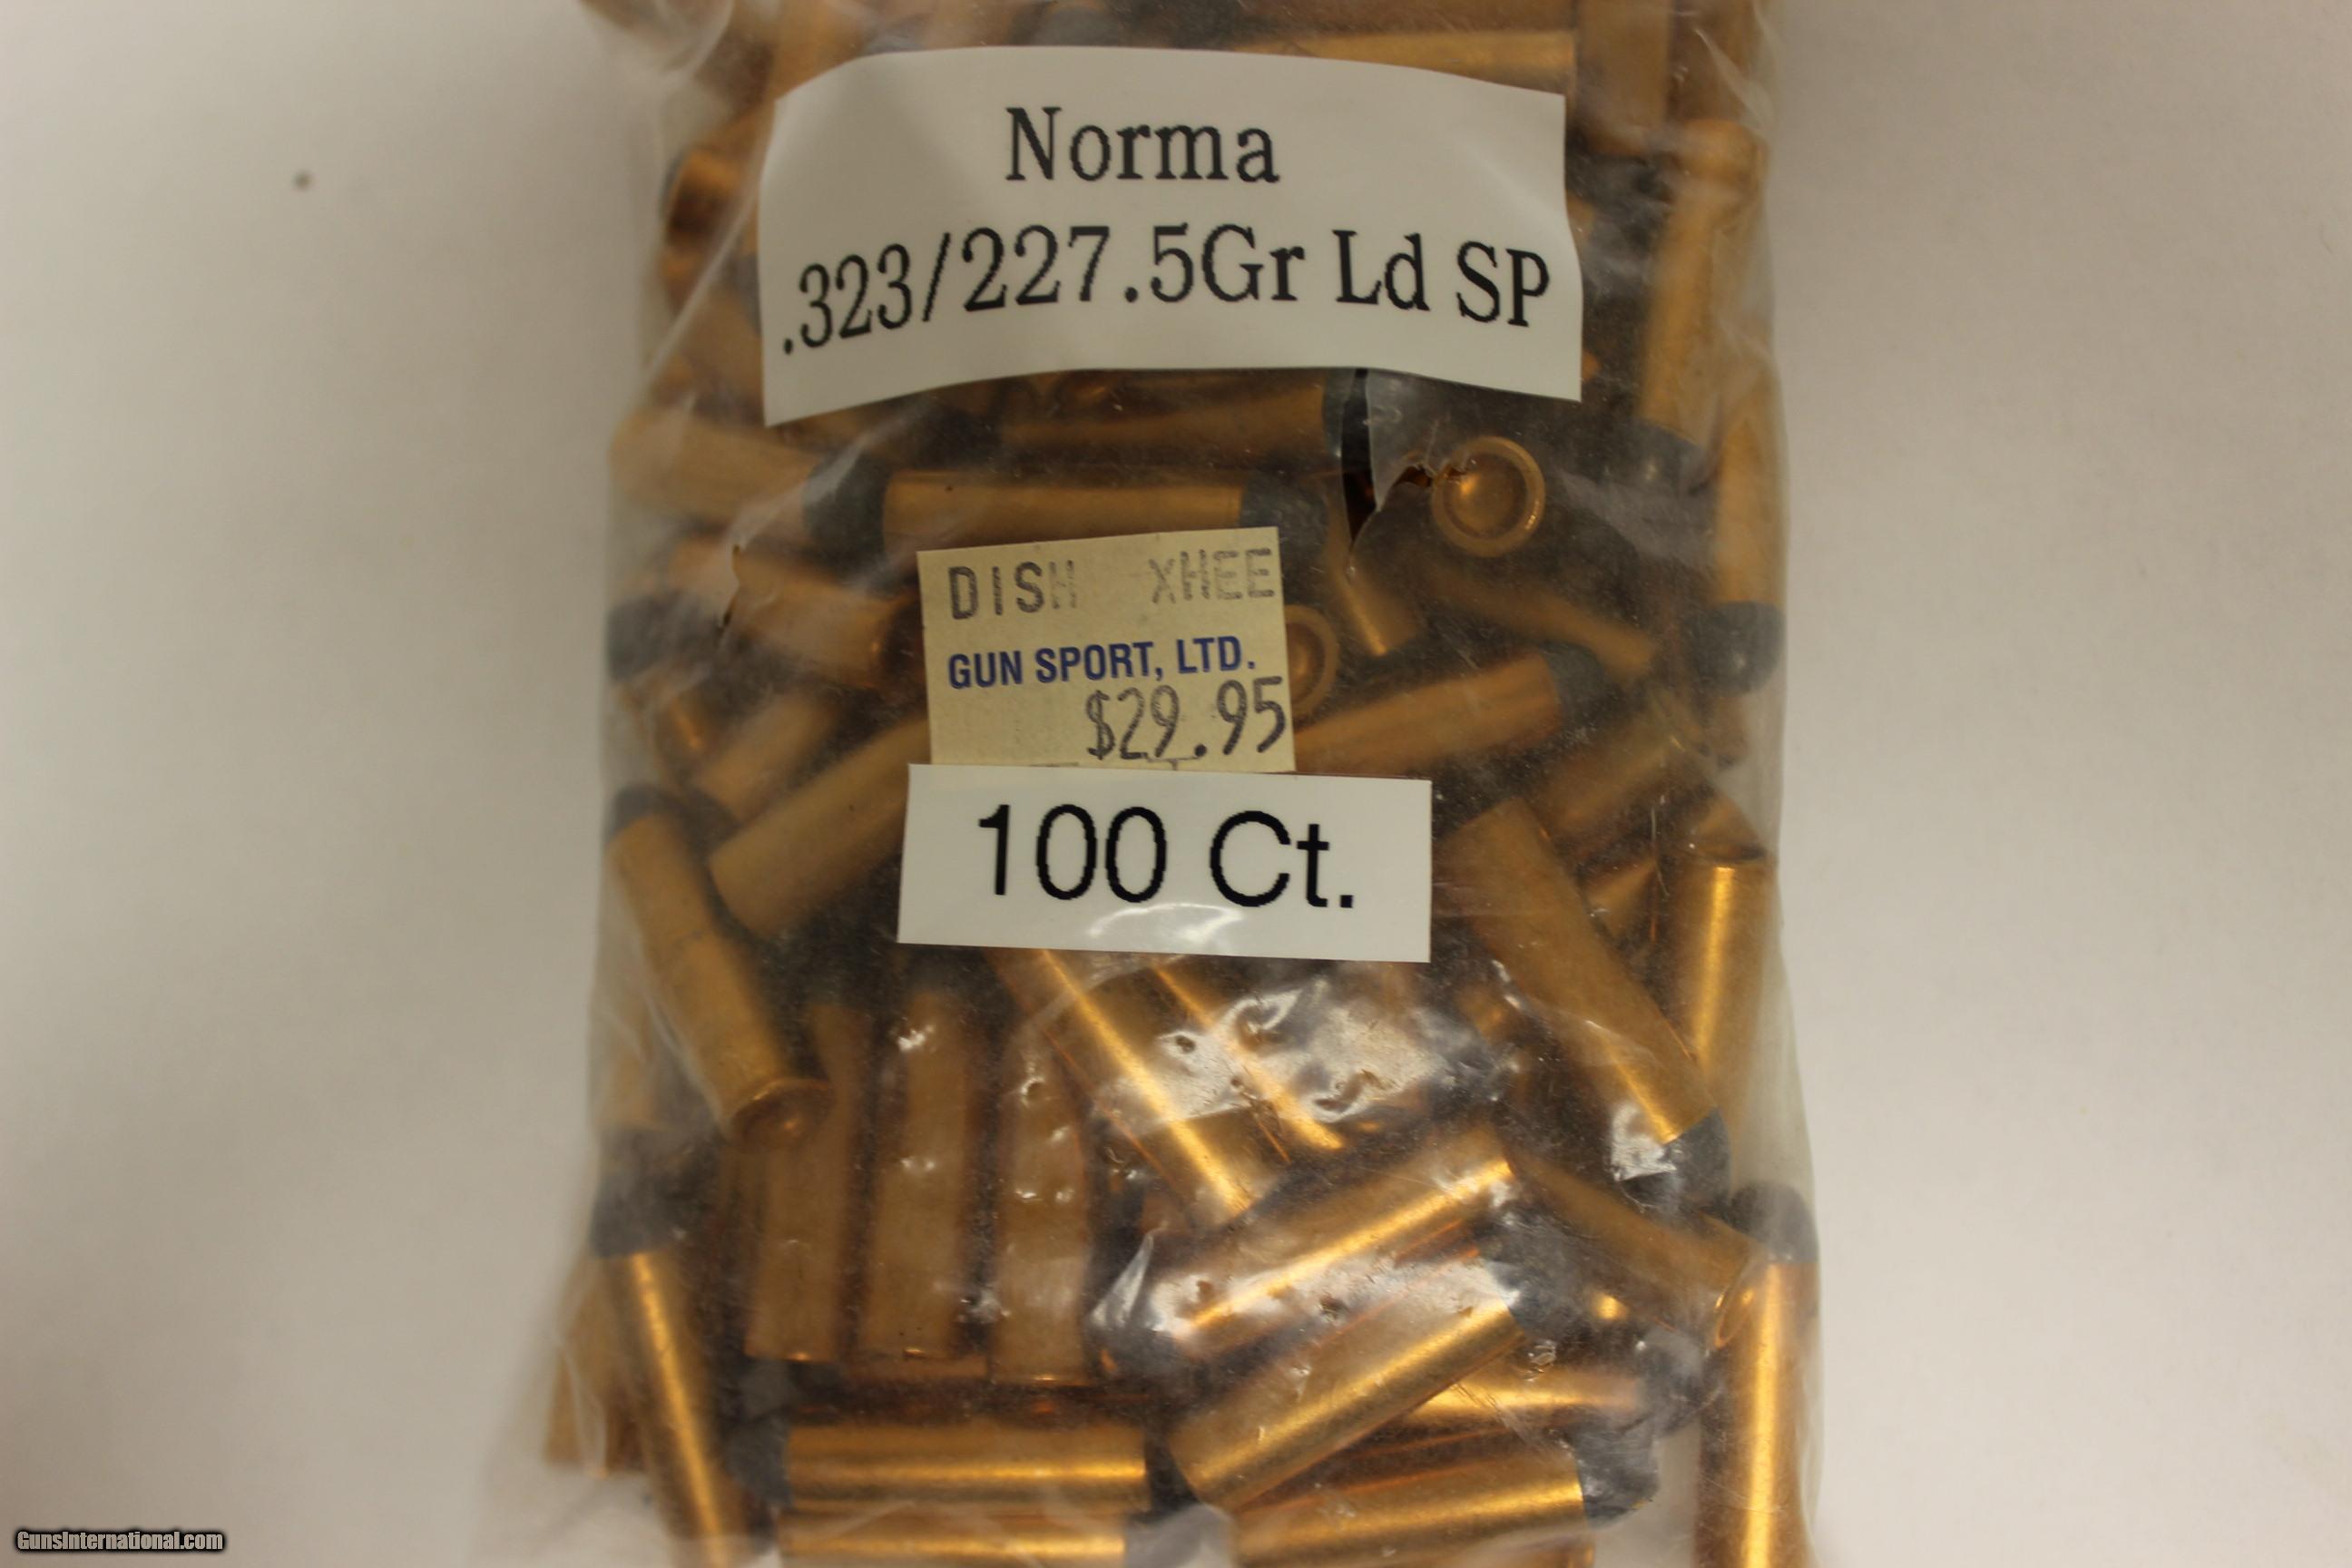 Norma
.323/227.5Gr Ld SP
DISH XHEE
GUN SPORT, LTD.
$29.95
100 Ct.
GunsInternational.com